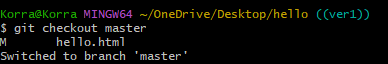 Korra@Korra MINGW64 ~/OneDrive/Desktop/hello ((ver1))
$ git checkout master
M       hello.html
Switched to branch 'master'